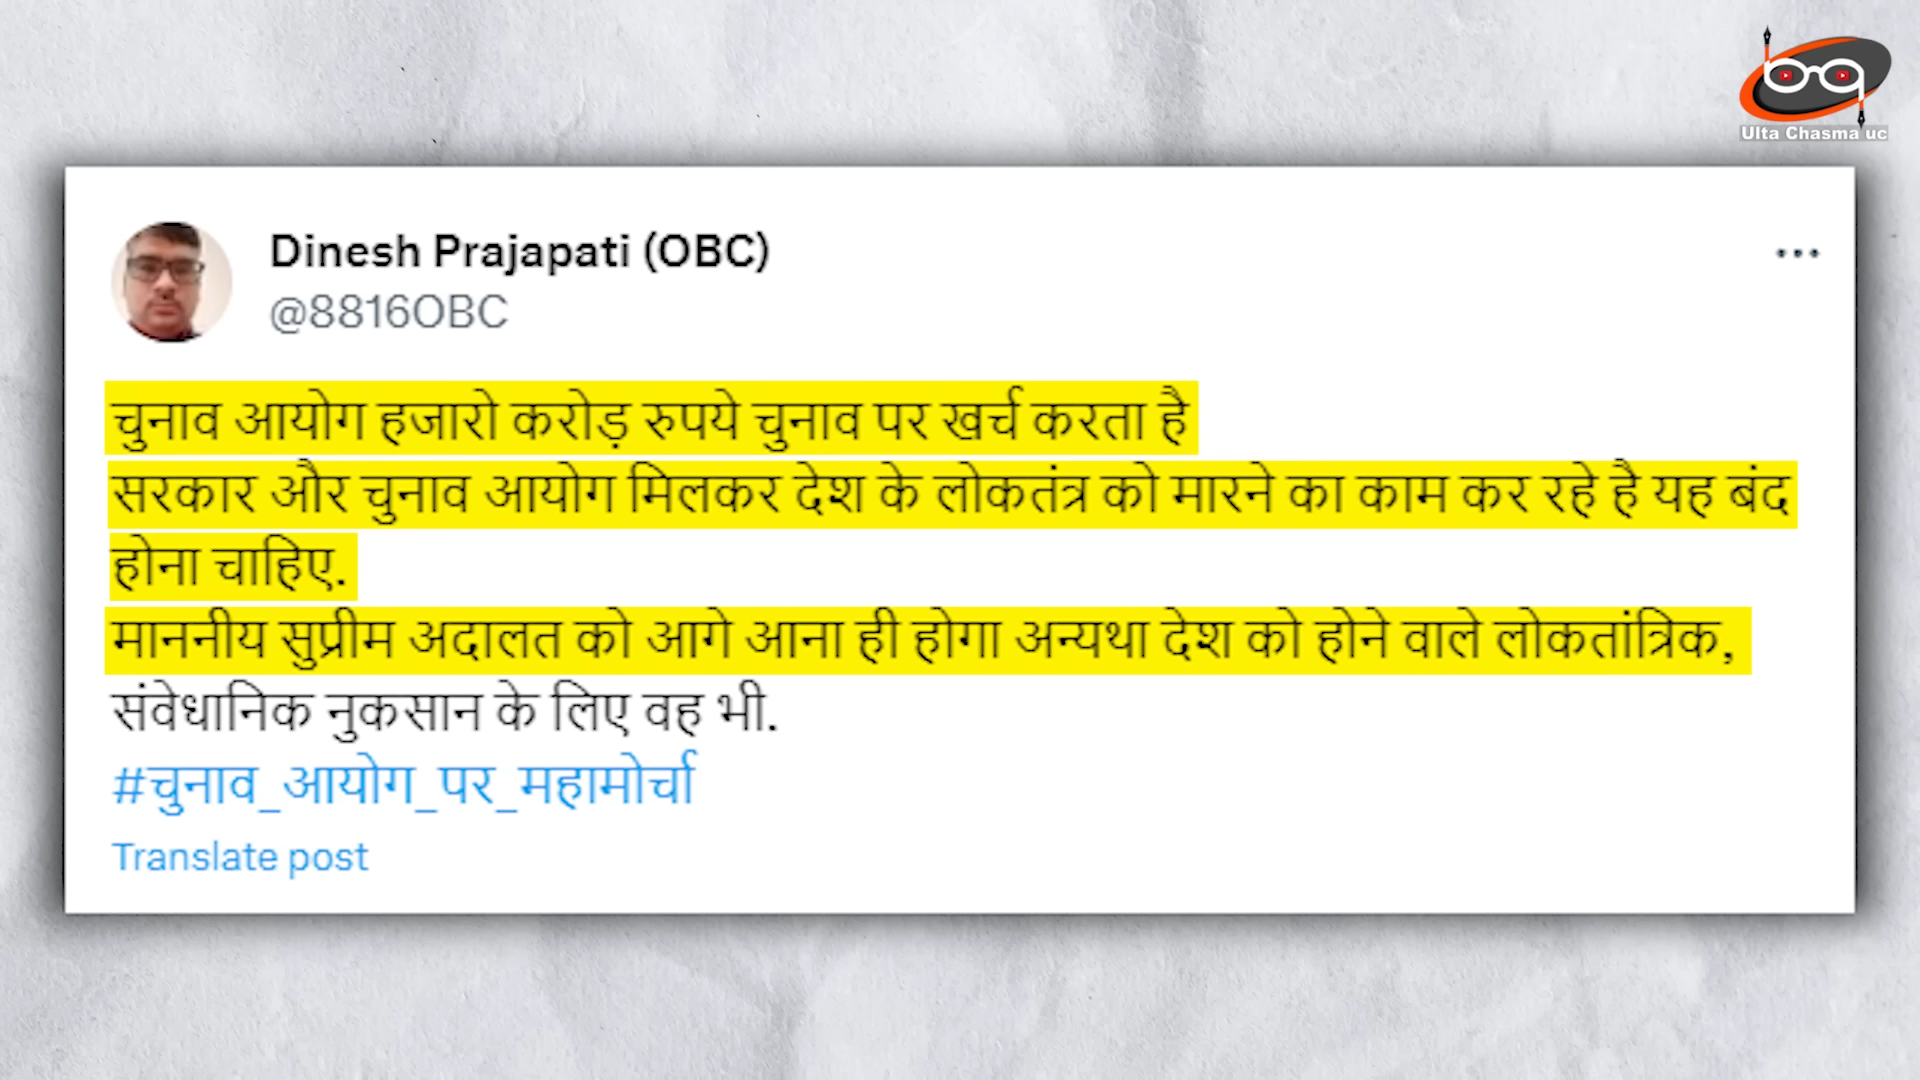 Ulta Chasma uc
Dinesh Prajapati (OBC)
@8816OBC
चुनाव आयोग हजारो करोड़ रुपये चुनाव पर खर्च करता है
सरकार और चुनाव आयोग मिलकर देश के लोकतंत्र को मारने का काम कर रहे है यह बंद
होना चाहिए.
माननीय सुप्रीम अदालत को आगे आना ही होगा अन्यथा देश को होने वाले लोकतांत्रिक,
संवेधानिक नुकसान के लिए वह भी.
#चुनाव_आयोग_पर_महामोर्चा
Translate post